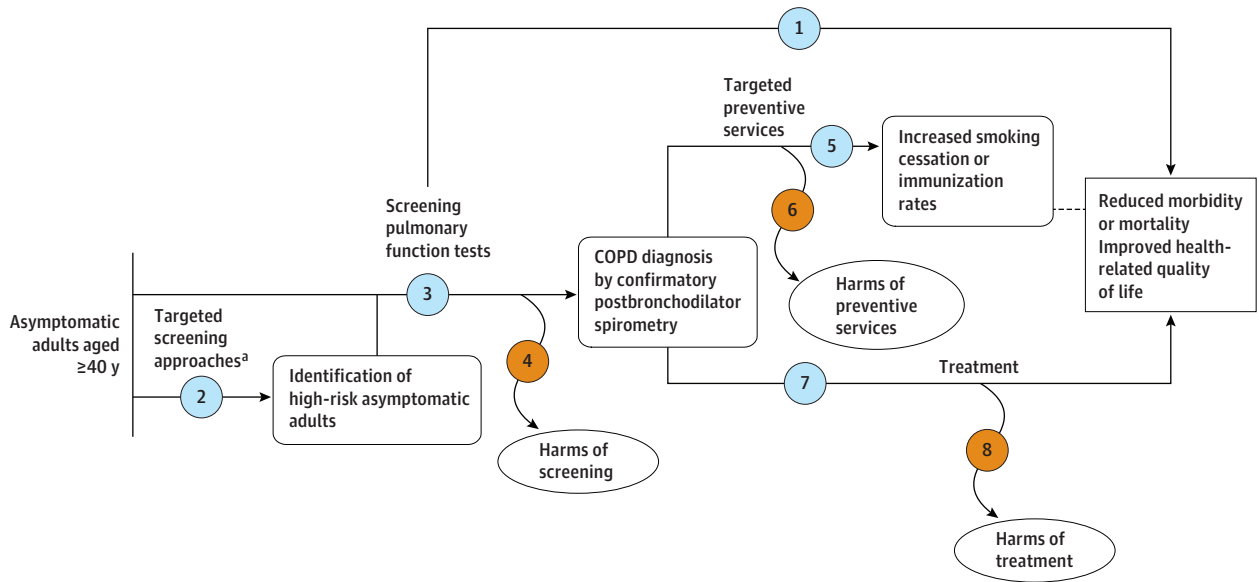 1
Targeted
preventive
services
5
Increased smoking
cessation or
immunization
rates
6
Harms of
preventive
services
Screening
pulmonary
function tests
3
COPD diagnosis
by confirmatory
postbronchodilator
spirometry
Reduced morbidity
or mortality
Improved health-
related quality
of life
Asymptomatic
adults aged
≥40 y
Targeted
screening
approachesᵃ
2
Identification of
high-risk asymptomatic
adults
4
Harms of
screening
7
Treatment
8
Harms of
treatment